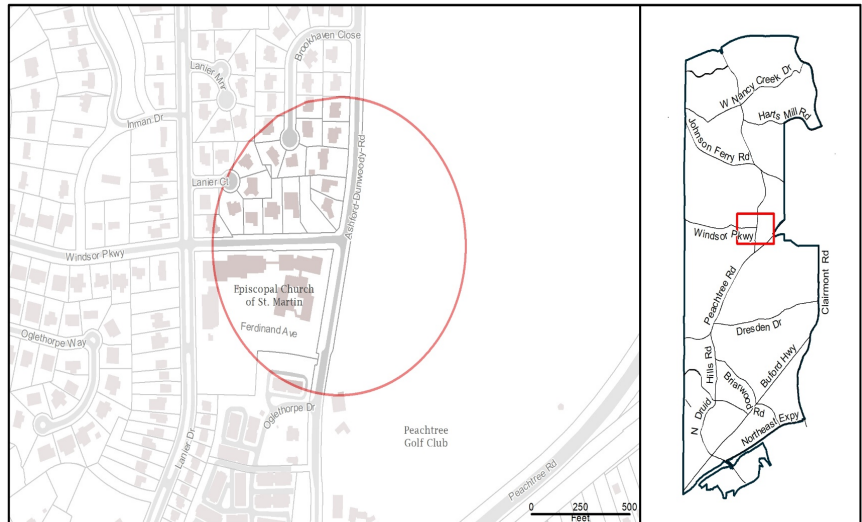 Brookhaven Close
Lanier Mnr
Inman Dr
Ashford-Dunwoody-Rd
Lanier Ct
Windsor Pkwy
Episcopal Church
of St. Martin
Ferdinand Ave
Oglethorpe Way
Oglethorpe Dr
Lanier Dr
Peachtree
Golf Club
Peachtree Rd
0 250 500
Feet
W Nancy Creek Dr
Harts Mill Rd
Johnson Ferry Rd
Windsor Pkwy
Clairmont Rd
Peachtree Rd
Dresden Dr
Buford Hwy
Briarwood Rd
N Druid Hills Rd
Northeast Expy